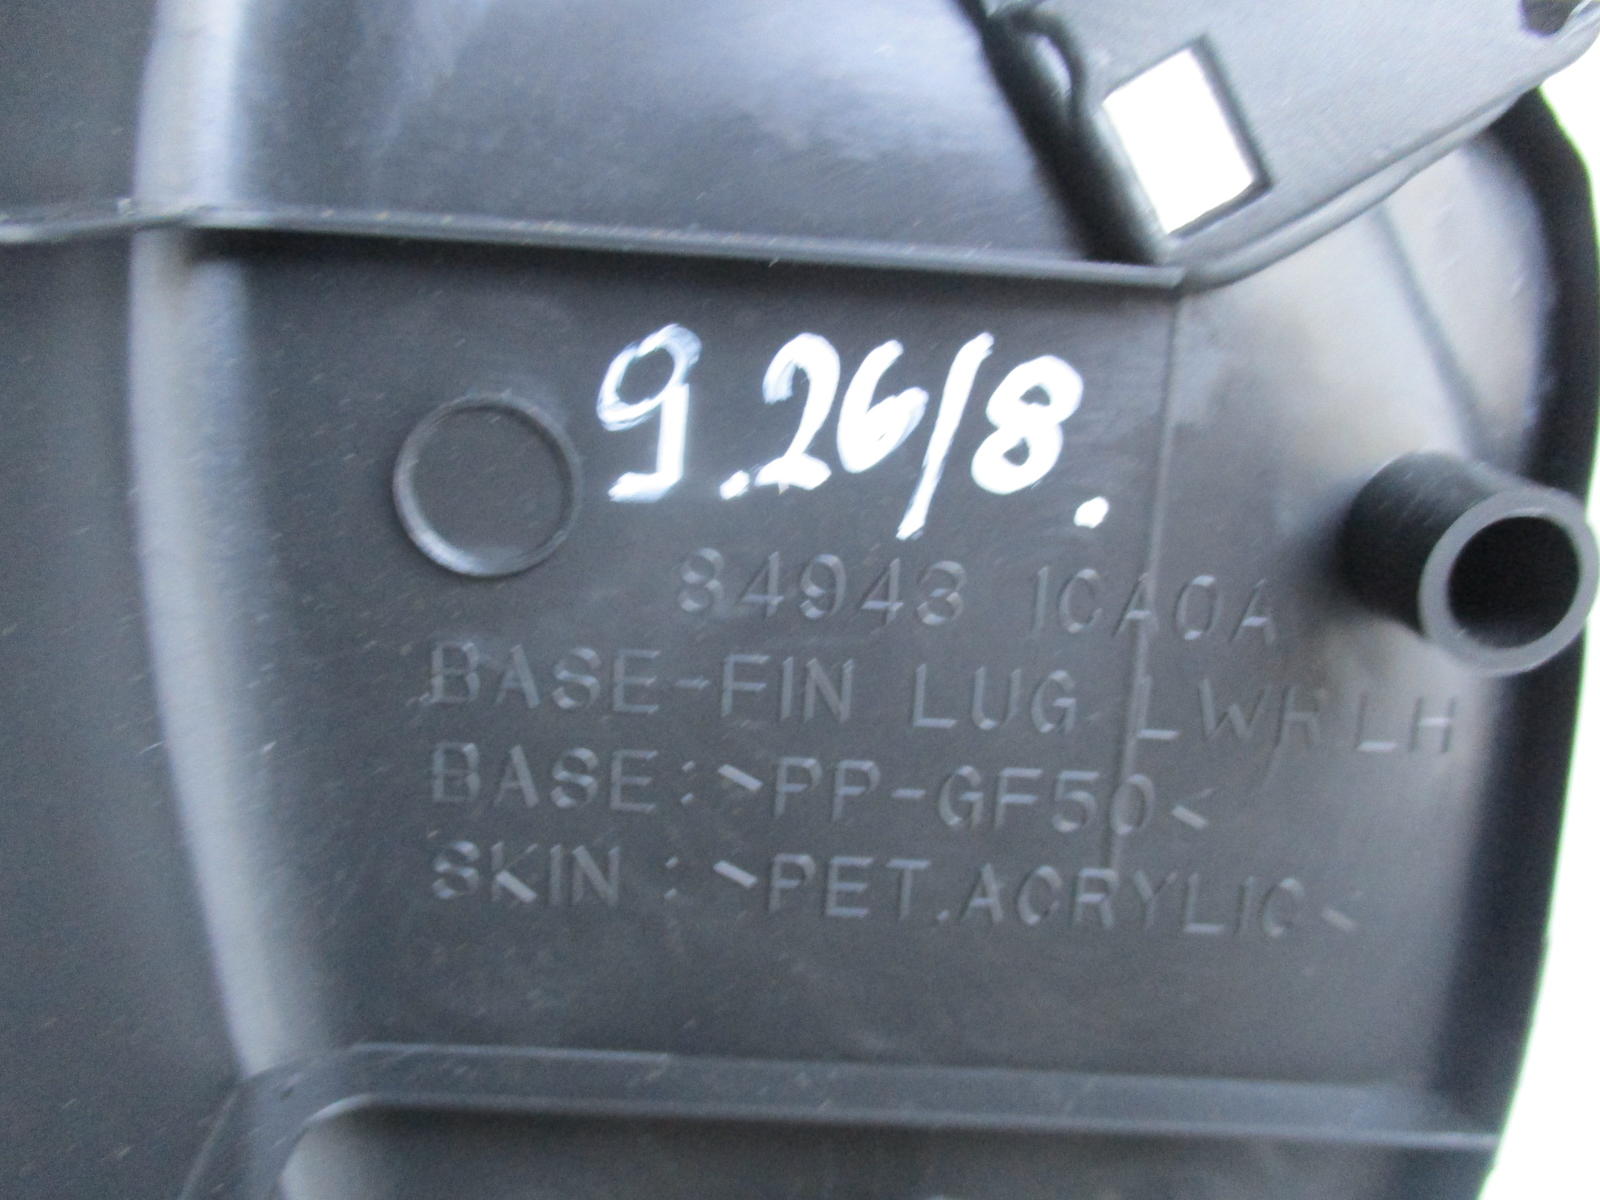 9.26/8.
84943 1CA0A
BASE-FIN LUG LWR LH
BASE:>PP-GF50<
SKIN:>PET.ACRYLIC<